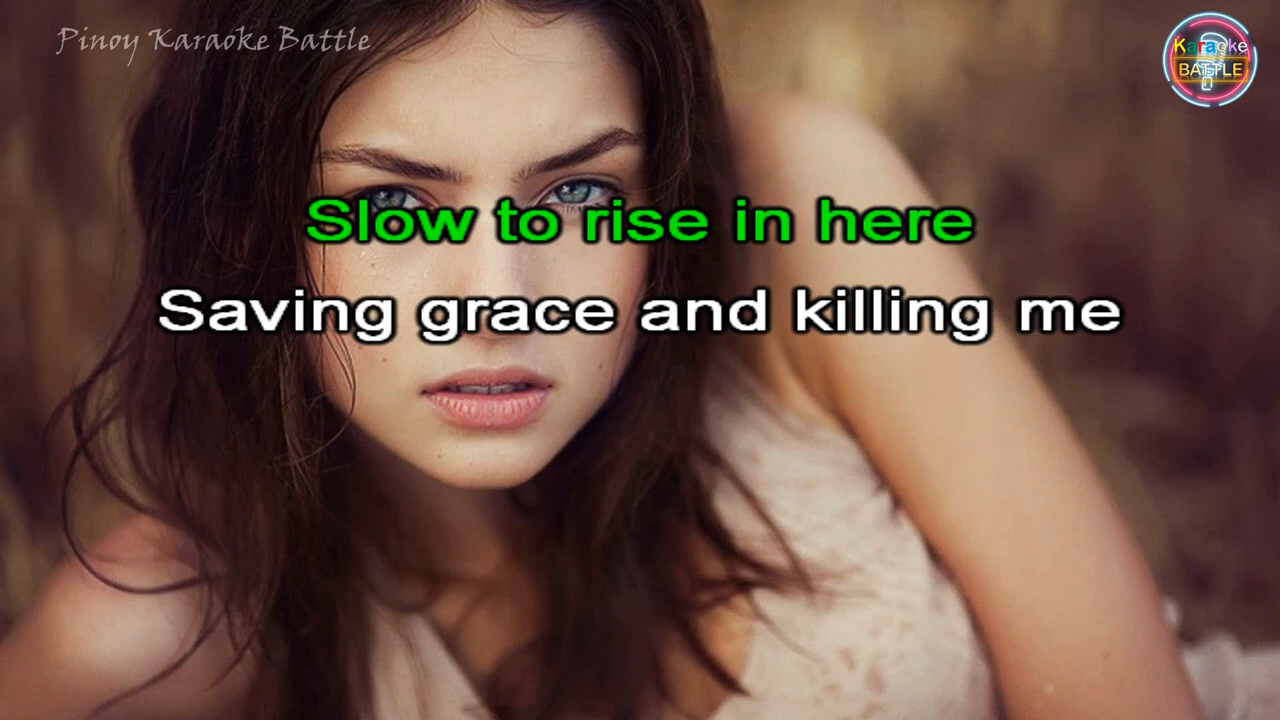 Pinoy Karaoke Battle
Karaoke
BATTLE
Slow to rise in here
Saving grace and killing me